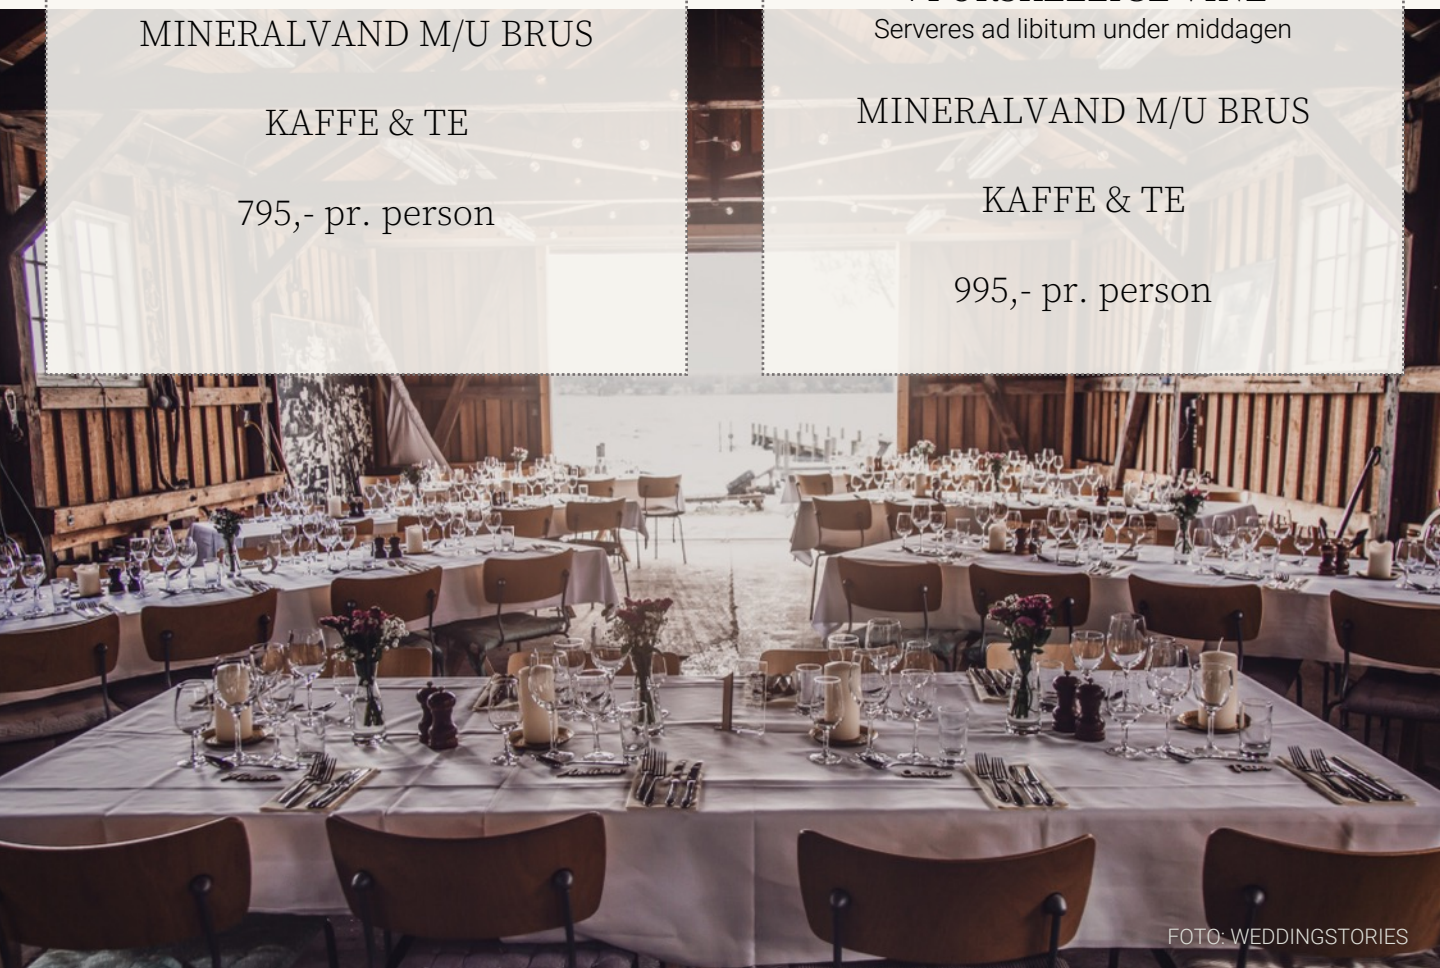 MINERALVAND M/U BRUS
KAFFE & TE
795,- pr. person
Serveres ad libitum under middagen
MINERALVAND M/U BRUS
KAFFE & TE
995,- pr. person
FOTO: WEDDINGSTORIES